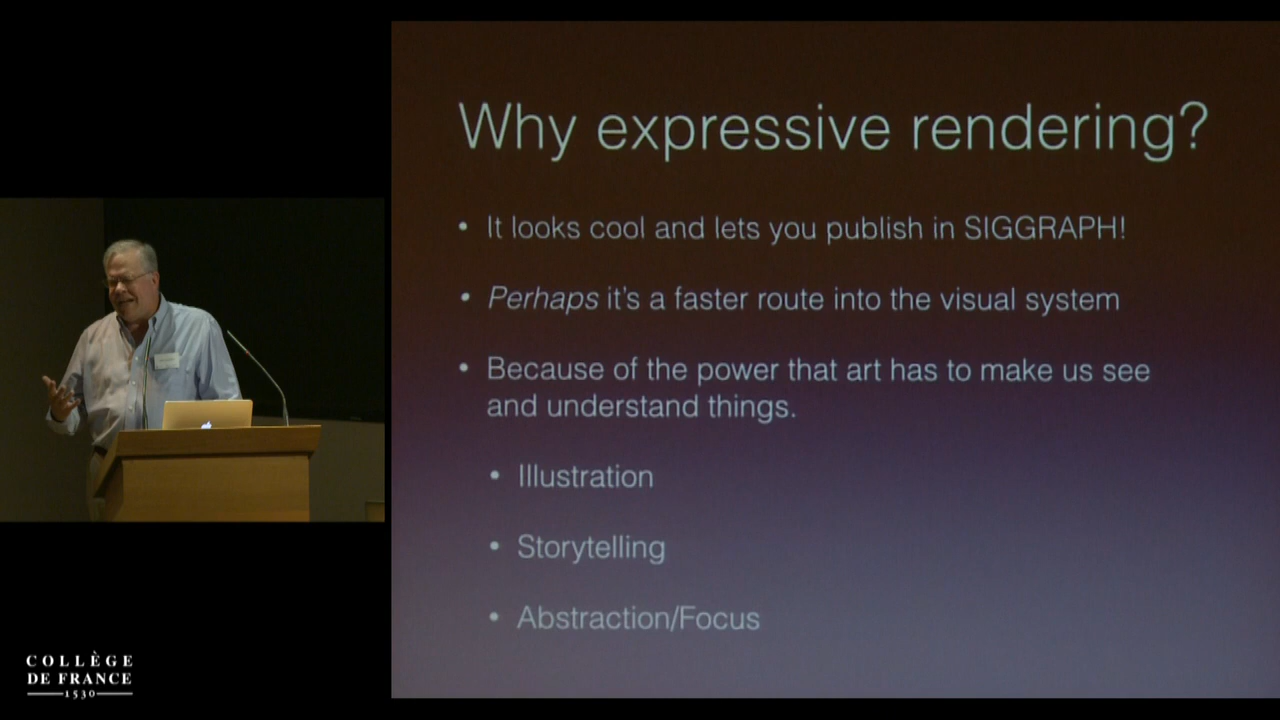 Why expressive rendering?
• It looks cool and lets you publish in SIGGRAPH!
• Perhaps it's a faster route into the visual system
• Because of the power that art has to make us see
and understand things.
• Illustration
• Storytelling
• Abstraction/Focus
COLLÈGE
DE FRANCE
1530